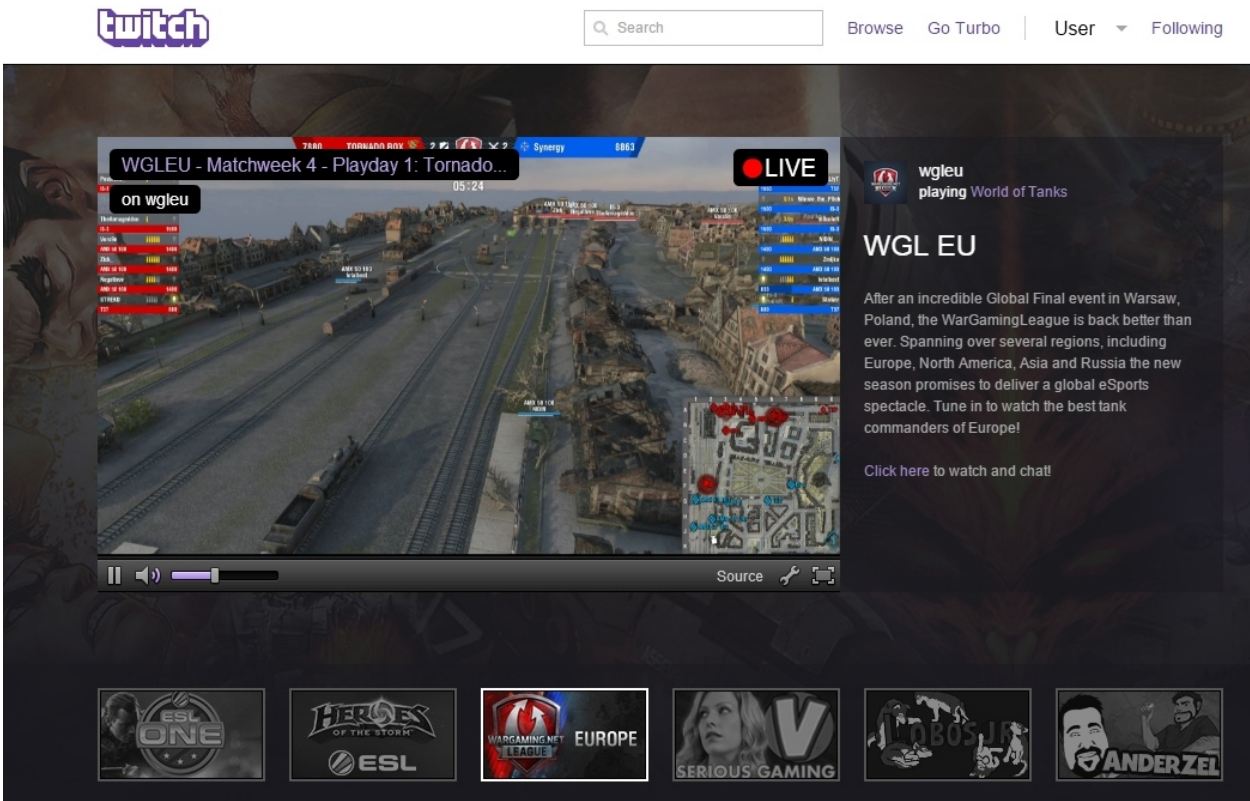 twitch
Search
Browse
Go Turbo
User
Following
7880 TORNADO ROX 2 2 Synergy 8863
WGLEU - Matchweek 4 - Playday 1: Tornado...
on wgleu
LIVE
05:24
wgleu
playing World of Tanks
WGL EU
After an incredible Global Final event in Warsaw,
Poland, the WarGamingLeague is back better than
ever. Spanning over several regions, including
Europe, North America, Asia and Russia the new
season promises to deliver a global eSports
spectacle. Tune in to watch the best tank
commanders of Europe!
Click here to watch and chat!
Source
ESL
ONE
HEROES
OF THE STORM
ESL
WARGAMING.NET
LEAGUE
EUROPE
V
SERIOUS GAMING
LOBOSJR
ANDERZEL